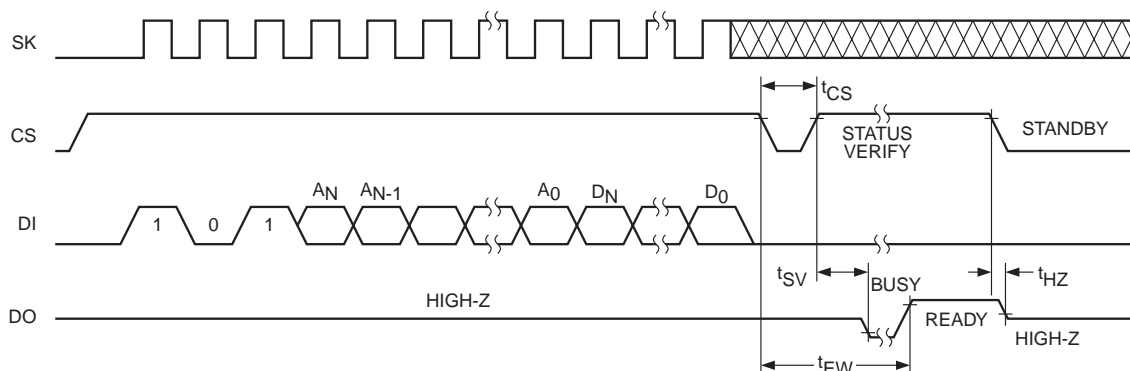 SK
tCS
CS
STATUS
VERIFY
STANDBY
AN
AN-1
A0
DN
D0
DI
1
0
1
tSV
BUSY
tHZ
HIGH-Z
DO
READY
HIGH-Z
tEW